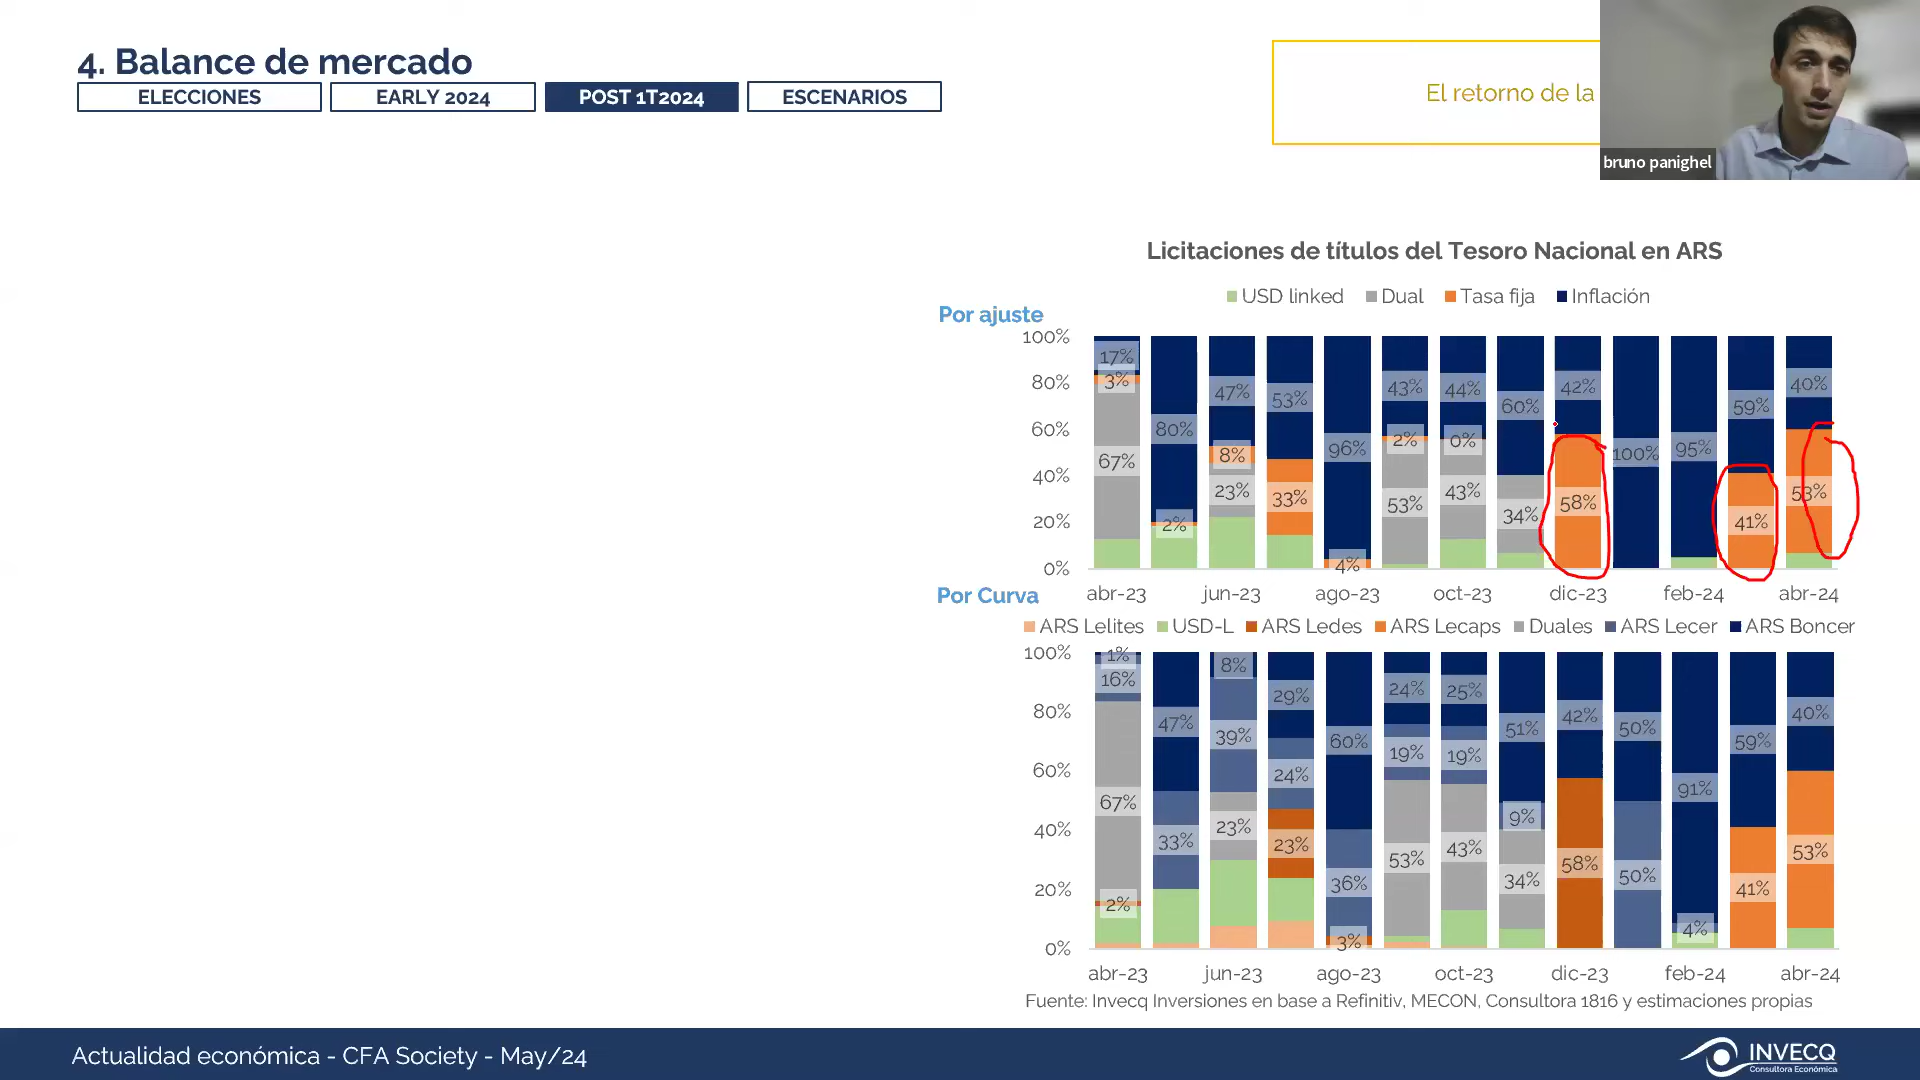 4. Balance de mercado
ELECCIONES EARLY 2024 POST 1T2024 ESCENARIOS
El retorno de la
bruno panighel
Licitaciones de títulos del Tesoro Nacional en ARS
USD linked Dual Tasa fija Inflación
Por ajuste
100%
80%
60%
40%
20%
0%
17% 3% 67%
80% 2%
47% 8% 23%
53% 33%
96% 4%
43% 2% 53%
44% 0% 43%
60% 34%
42% 58%
100%
95%
59% 41%
40% 53%
abr-23 jun-23 ago-23 oct-23 dic-23 feb-24 abr-24
Por Curva
ARS Lelites USD-L ARS Ledes ARS Lecaps Duales ARS Lecer ARS Boncer
100%
80%
60%
40%
20%
0%
1% 16% 67% 2%
47% 33%
8% 39% 23%
29% 24% 23%
60% 36% 3%
24% 19% 53%
25% 19% 43%
51% 9% 34%
42% 58%
50% 50%
91% 4%
59% 41%
40% 53%
abr-23 jun-23 ago-23 oct-23 dic-23 feb-24 abr-24
Fuente: Invecq Inversiones en base a Refinitiv, MECON, Consultora 1816 y estimaciones propias
Actualidad económica - CFA Society - May/24
INVECQ
Consultora Económica